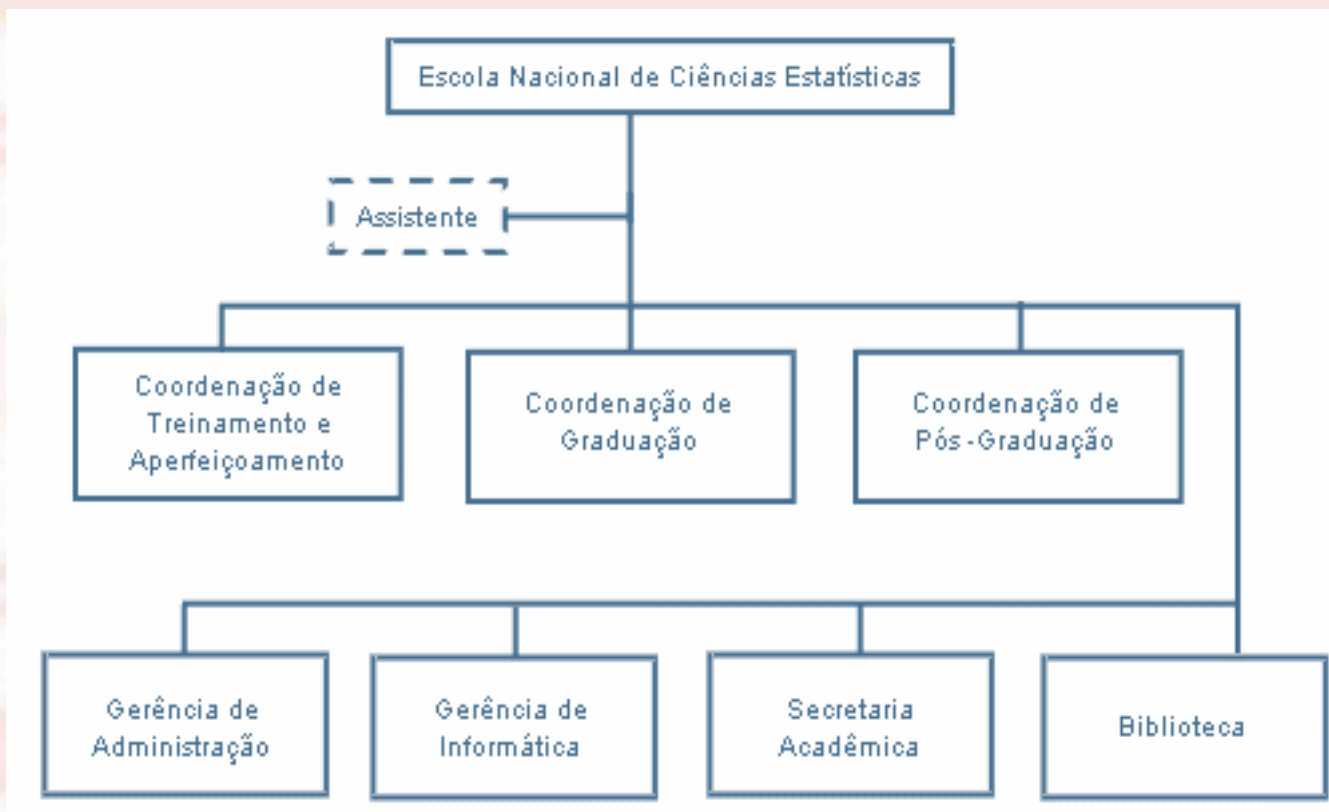 Escola Nacional de Ciências Estatísticas
Assistente
Coordenação de
Treinamento e
Aperfeiçoamento
Coordenação de
Graduação
Coordenação de
Pós-Graduação
Gerência de
Administração
Gerência de
Informática
Secretaria
Acadêmica
Biblioteca